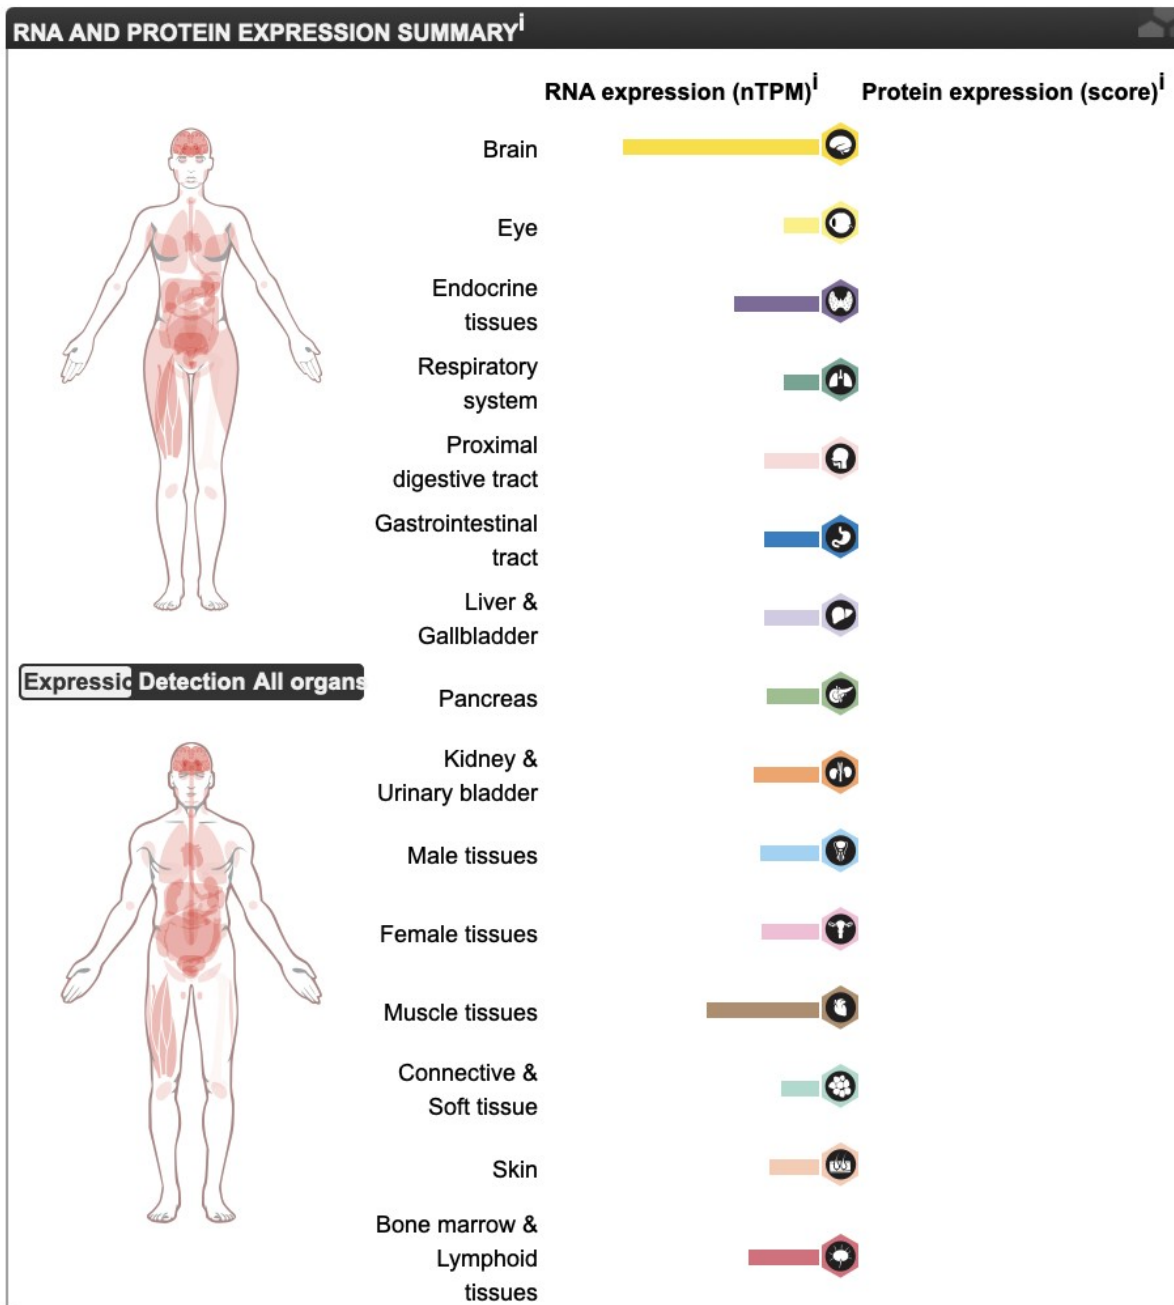 RNA AND PROTEIN EXPRESSION SUMMARYi
RNA expression (nTPM)i
Protein expression (score)i
Brain
Eye
Endocrine
tissues
Respiratory
system
Proximal
digestive tract
Gastrointestinal
tract
Liver &
Gallbladder
Expressio Detection All organs
Pancreas
Kidney &
Urinary bladder
Male tissues
Female tissues
Muscle tissues
Connective &
Soft tissue
Skin
Bone marrow &
Lymphoid
tissues